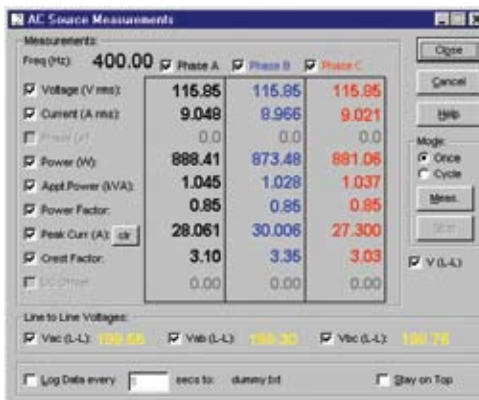 AC Source Measurements
Measurements:
Freq (Hz): 400.00 Phase A Phase B Phase C
Voltage (V rms): 115.85 115.85 115.85
Current (A rms): 9.048 8.966 9.021
0.0 0.0 0.0
Power (W): 888.41 873.48 881.06
Appt.Power (kVA): 1.045 1.028 1.037
Power Factor: 0.85 0.85 0.85
Peak Curr (A): clr 28.061 30.006 27.300
Crest Factor: 3.10 3.35 3.03
DC Offset: 0.00 0.00 0.00
Close
Cancel
Help
Mode:
Once
Cycle
Meas.
V (L-L)
Line to Line Voltages:
Vac (L-L): Vab (L-L): Vbc (L-L):
Log Data every secs to: dummy.txt Stay on Top